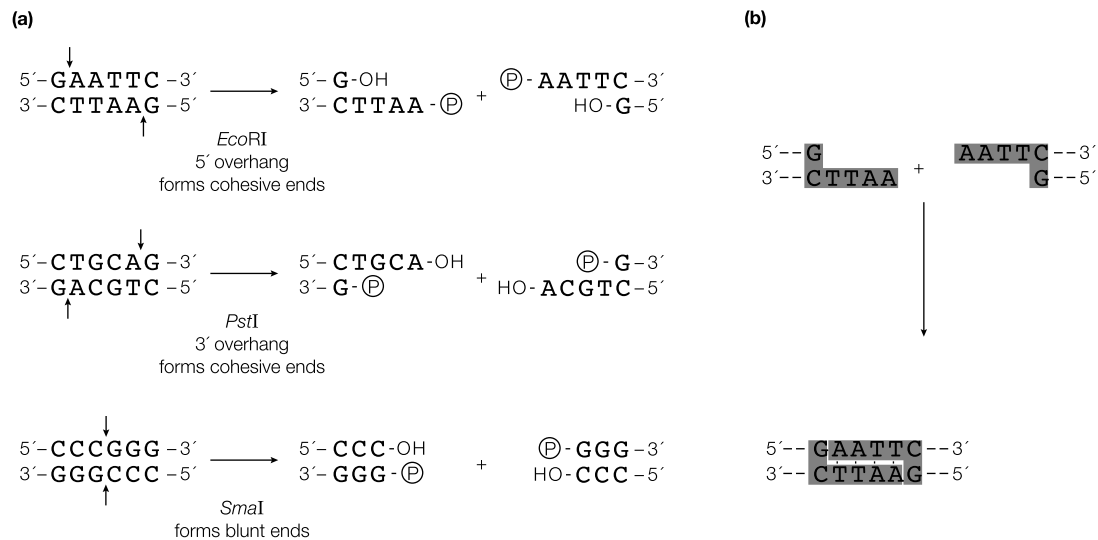 (a)
5´–GAATTC–3´
3´–CTTAAG–5´
5´–G-OH
3´–CTTAA-Ⓟ
+
Ⓟ-AATTC–3´
HO-G–5´
EcoRI
5´ overhang
forms cohesive ends
5´–CTGCAG–3´
3´–GACGTC–5´
5´–CTGCA-OH
3´–G-Ⓟ
+
Ⓟ-G–3´
HO-ACGTC–5´
PstI
3´ overhang
forms cohesive ends
5´–CCCGGG–3´
3´–GGGCCC–5´
5´–CCC-OH
3´–GGG-Ⓟ
+
Ⓟ-GGG–3´
HO-CCC–5´
SmaI
forms blunt ends
(b)
5´--G
3´--CTTAA
+
AATTC--3´
G--5´
5´--GAATTC--3´
3´--CTTAAG--5´